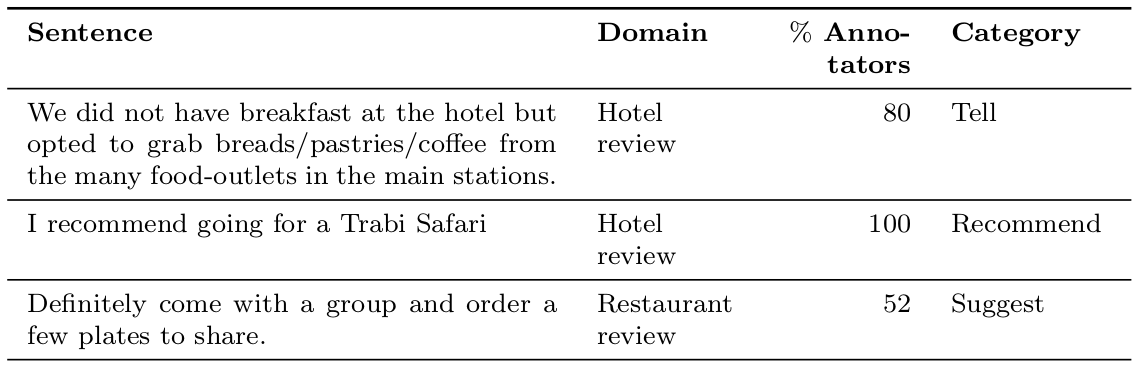 Sentence Domain % Anno-
tators Category
We did not have breakfast at the hotel but Hotel 80 Tell
opted to grab breads/pastries/coffee from review
the many food-outlets in the main stations.
I recommend going for a Trabi Safari Hotel 100 Recommend
review
Definitely come with a group and order a Restaurant 52 Suggest
few plates to share. review